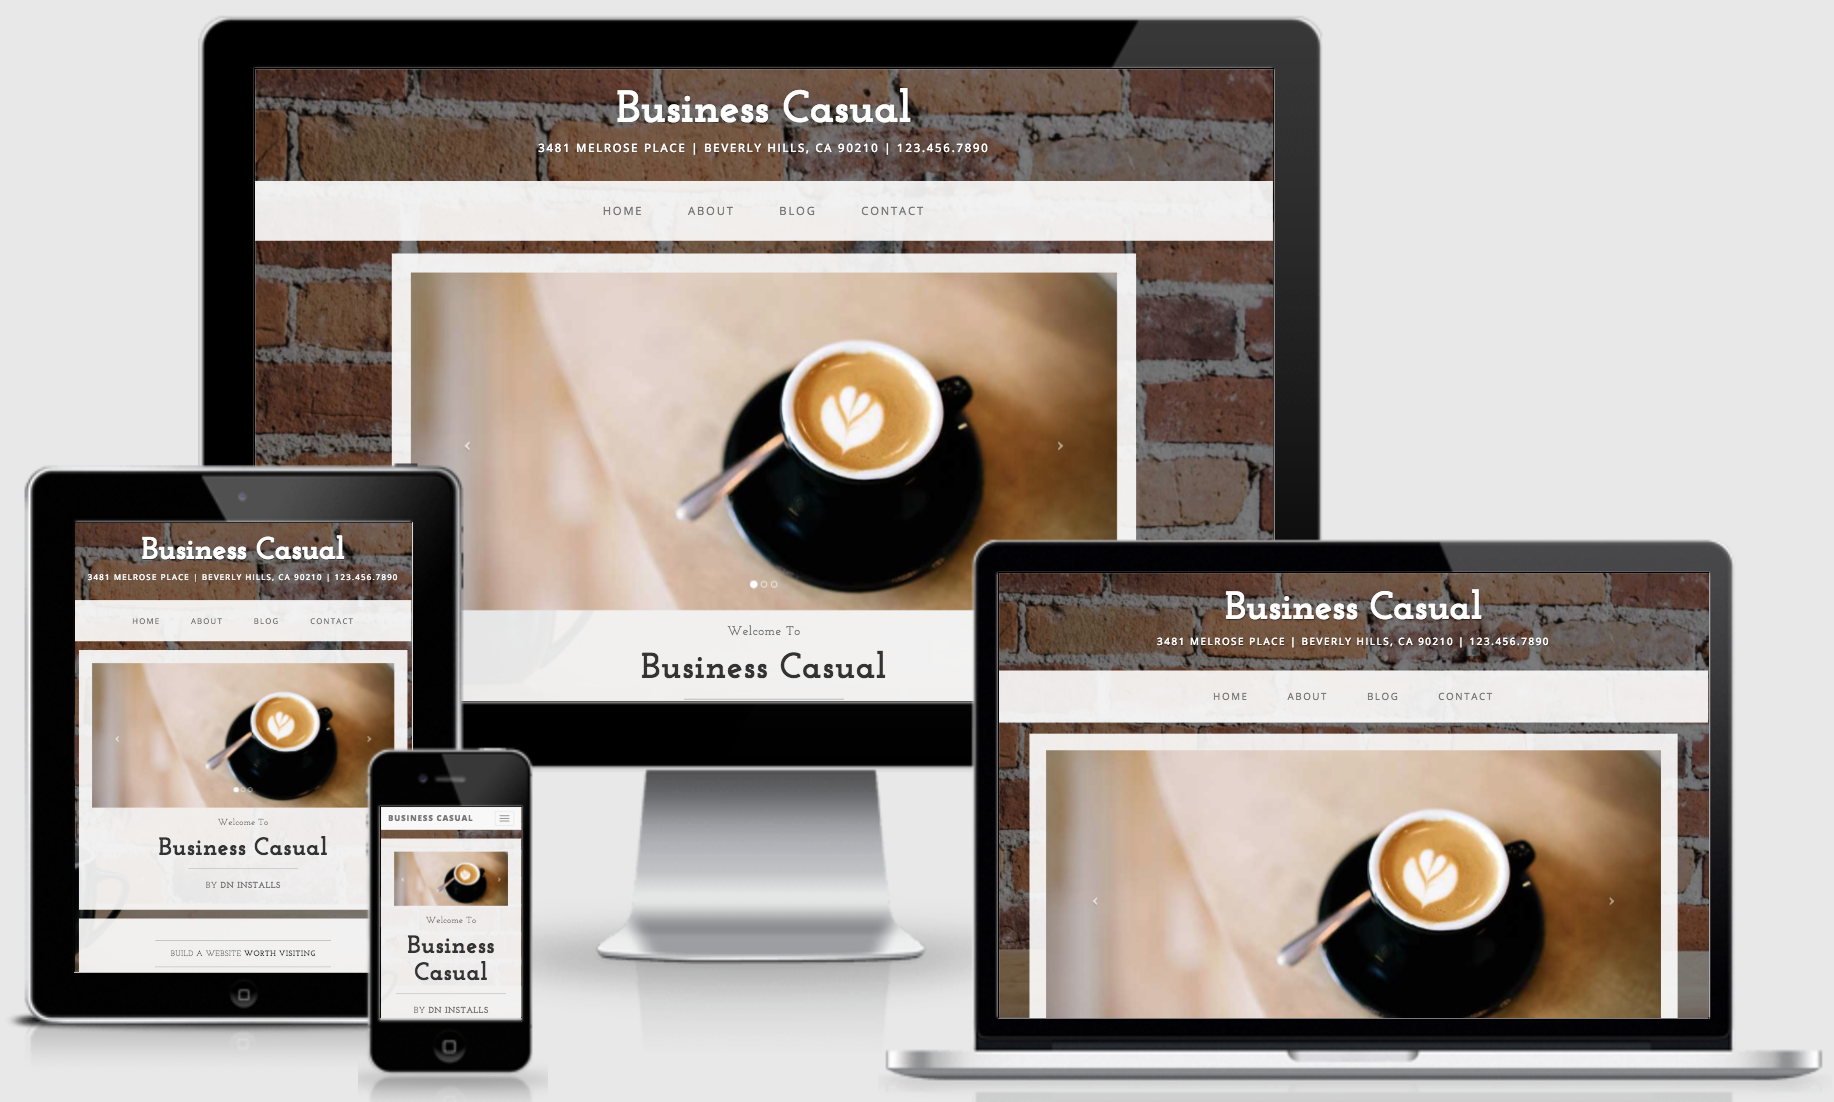 Business Casual
3481 MELROSE PLACE | BEVERLY HILLS, CA 90210 | 123.456.7890
HOME ABOUT BLOG CONTACT
Welcome To
Business Casual
Business Casual
3481 MELROSE PLACE | BEVERLY HILLS, CA 90210 | 123.456.7890
HOME ABOUT BLOG CONTACT
Welcome To
Business Casual
BY DN INSTALLS
BUILD A WEBSITE WORTH VISITING
BUSINESS CASUAL
Welcome To
Business
Casual
BY DN INSTALLS
Business Casual
3481 MELROSE PLACE | BEVERLY HILLS, CA 90210 | 123.456.7890
HOME ABOUT BLOG CONTACT